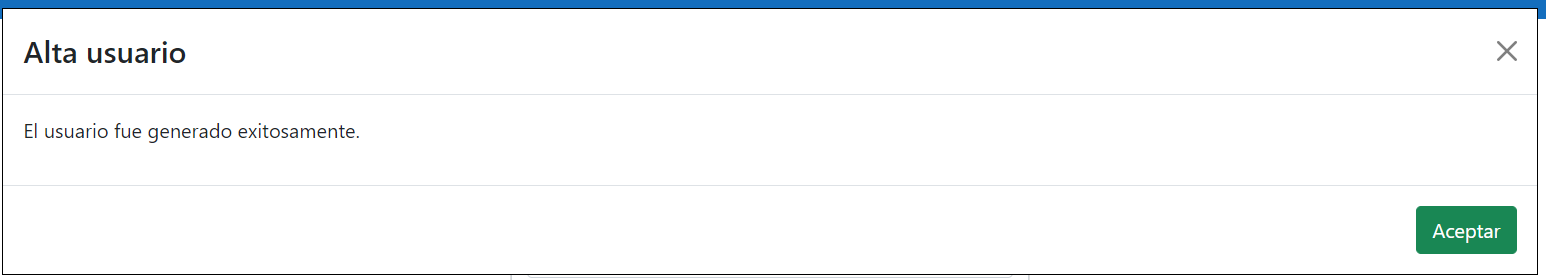 Alta usuario
El usuario fue generado exitosamente.
Aceptar